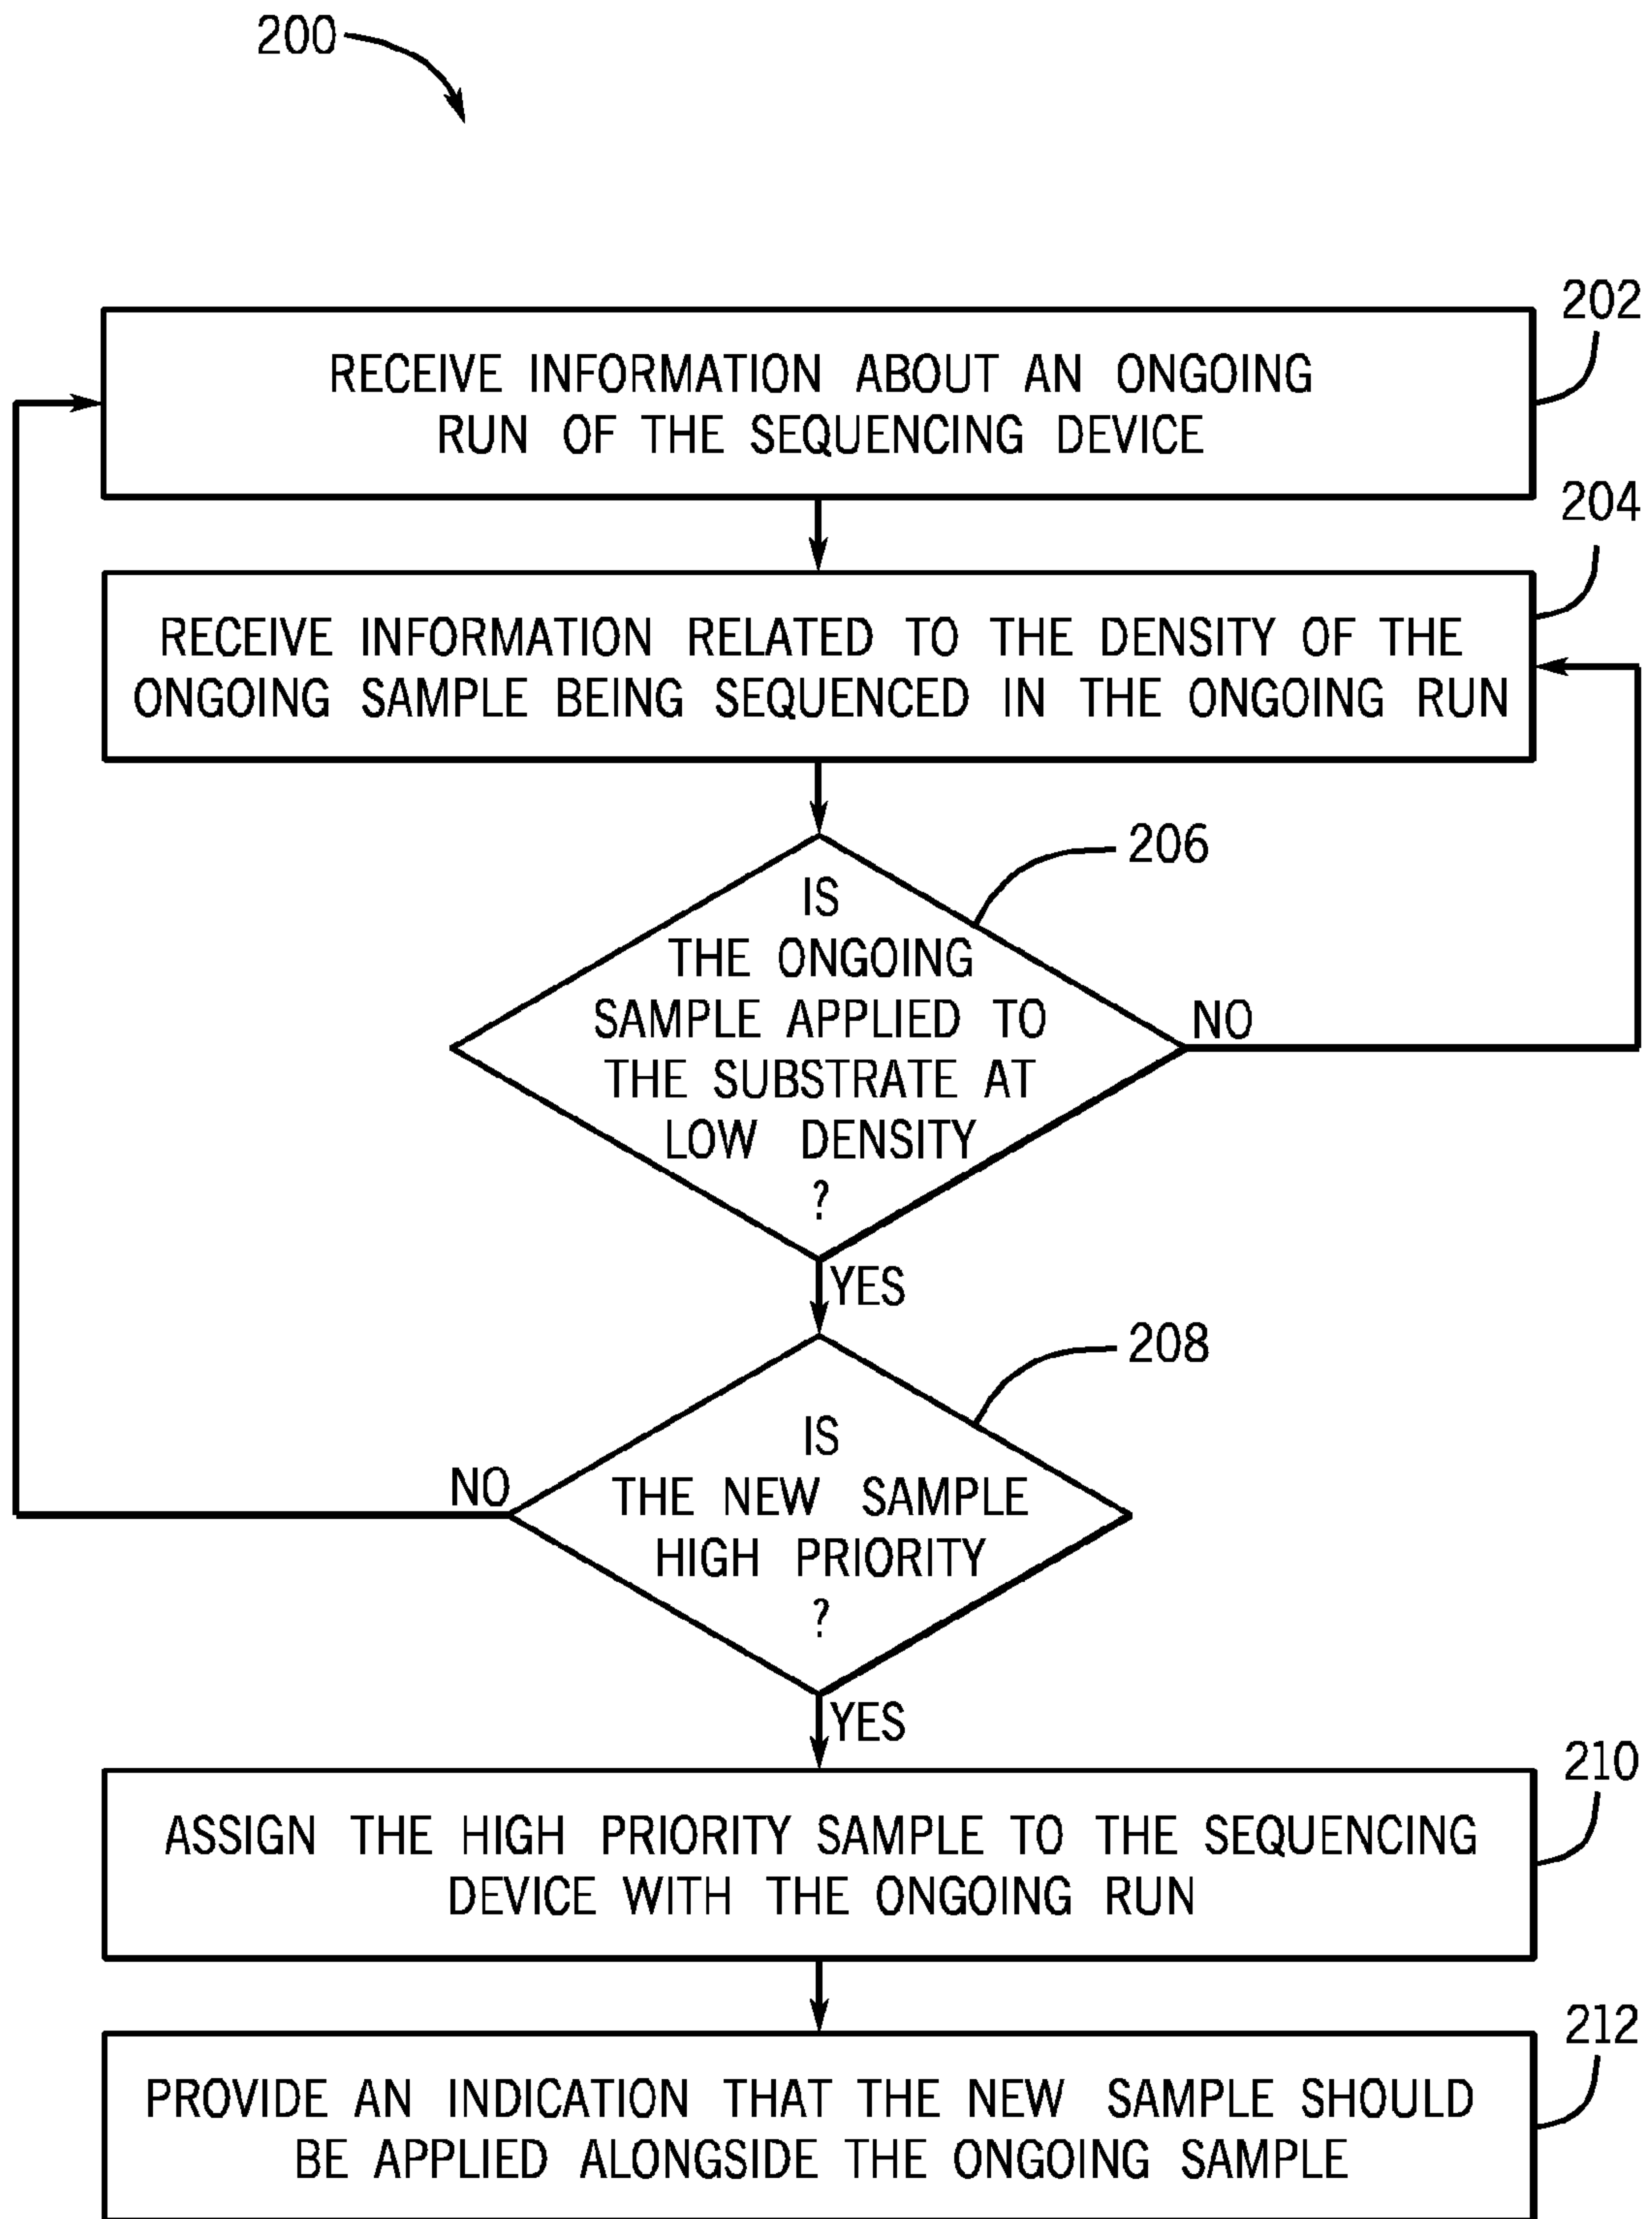 200
202
RECEIVE INFORMATION ABOUT AN ONGOING
RUN OF THE SEQUENCING DEVICE
204
RECEIVE INFORMATION RELATED TO THE DENSITY OF THE
ONGOING SAMPLE BEING SEQUENCED IN THE ONGOING RUN
206
IS
THE ONGOING
SAMPLE APPLIED TO
THE SUBSTRATE AT
LOW DENSITY
?
NO
YES
208
IS
THE NEW SAMPLE
HIGH PRIORITY
?
NO
YES
210
ASSIGN THE HIGH PRIORITY SAMPLE TO THE SEQUENCING
DEVICE WITH THE ONGOING RUN
212
PROVIDE AN INDICATION THAT THE NEW SAMPLE SHOULD
BE APPLIED ALONGSIDE THE ONGOING SAMPLE